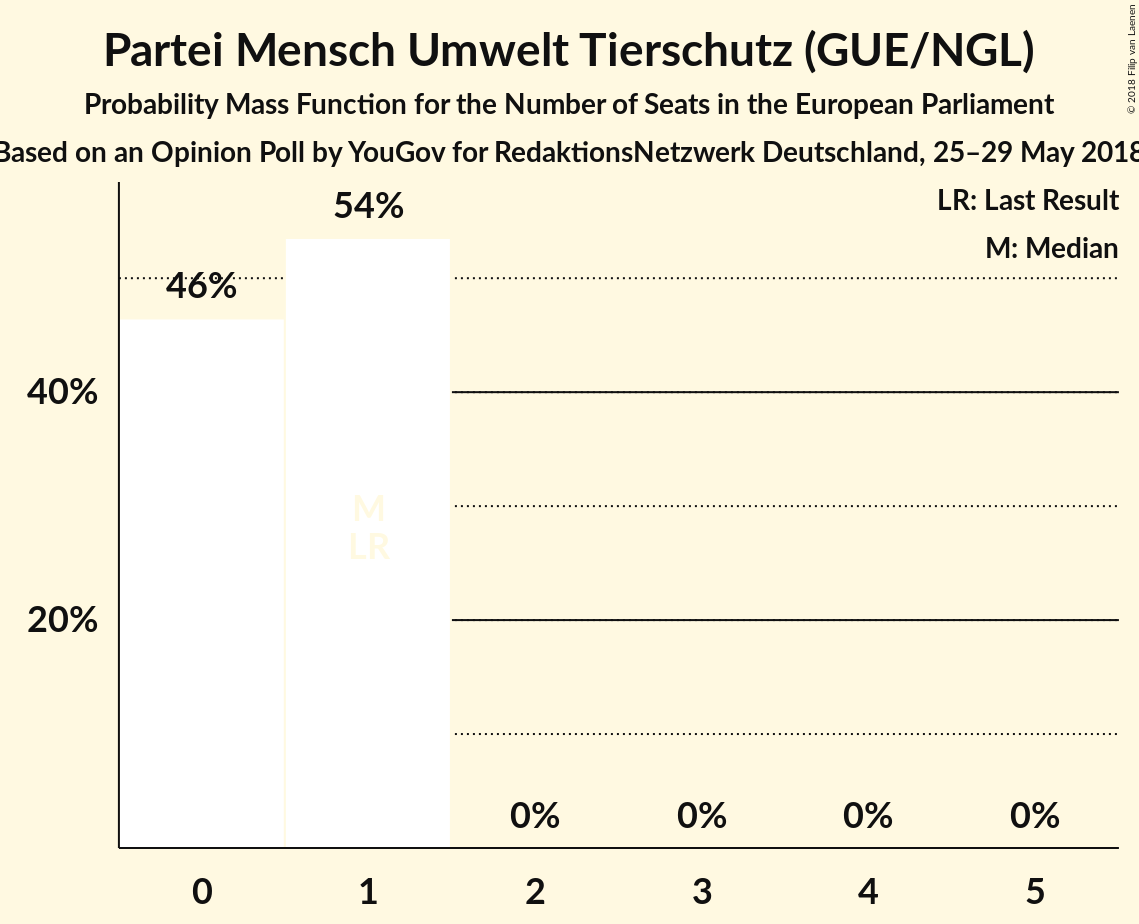 Partei Mensch Umwelt Tierschutz (GUE/NGL)
Probability Mass Function for the Number of Seats in the European Parliament
Based on an Opinion Poll by YouGov for RedaktionsNetzwerk Deutschland, 25–29 May 2018
© 2018 Filip van Laenen
LR: Last Result
M: Median
54%
46%
40%
20%
M
LR
0% 0% 0% 0%
0 1 2 3 4 5